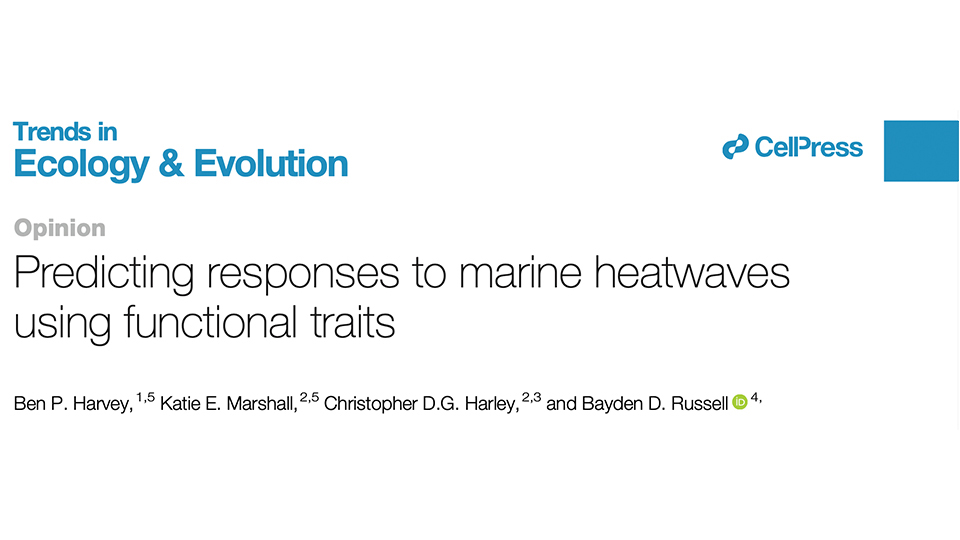 Trends in
Ecology & Evolution
CellPress
Opinion
Predicting responses to marine heatwaves
using functional traits
Ben P. Harvey,1,5 Katie E. Marshall,2,5 Christopher D.G. Harley,2,3 and Bayden D. Russell iD 4,